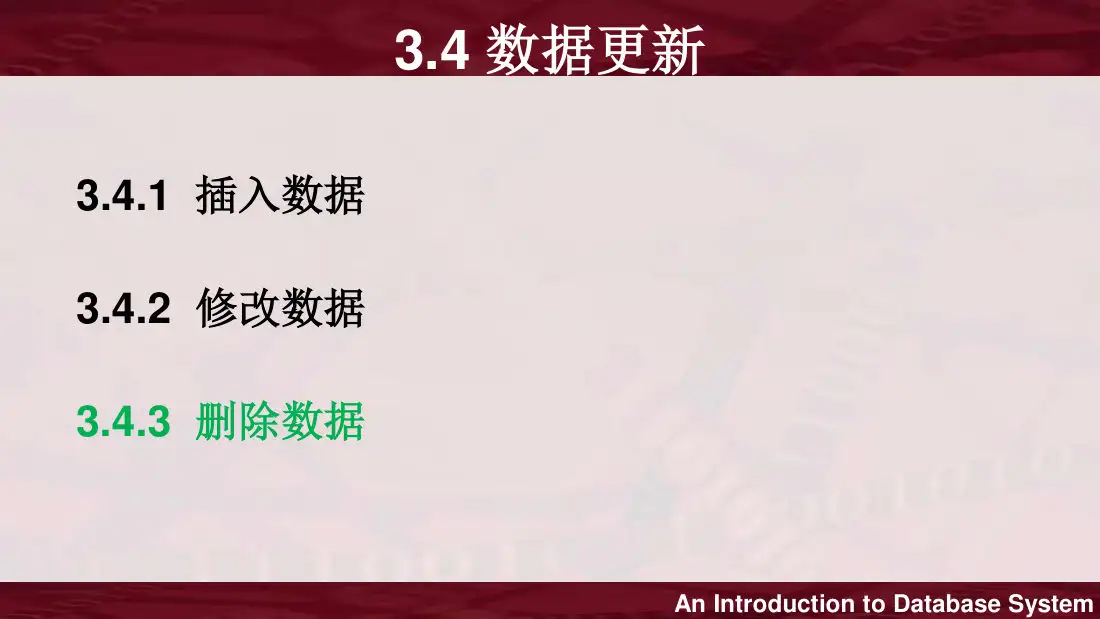 3.4 数据更新
3.4.1 插入数据
3.4.2 修改数据
3.4.3 删除数据
An Introduction to Database System